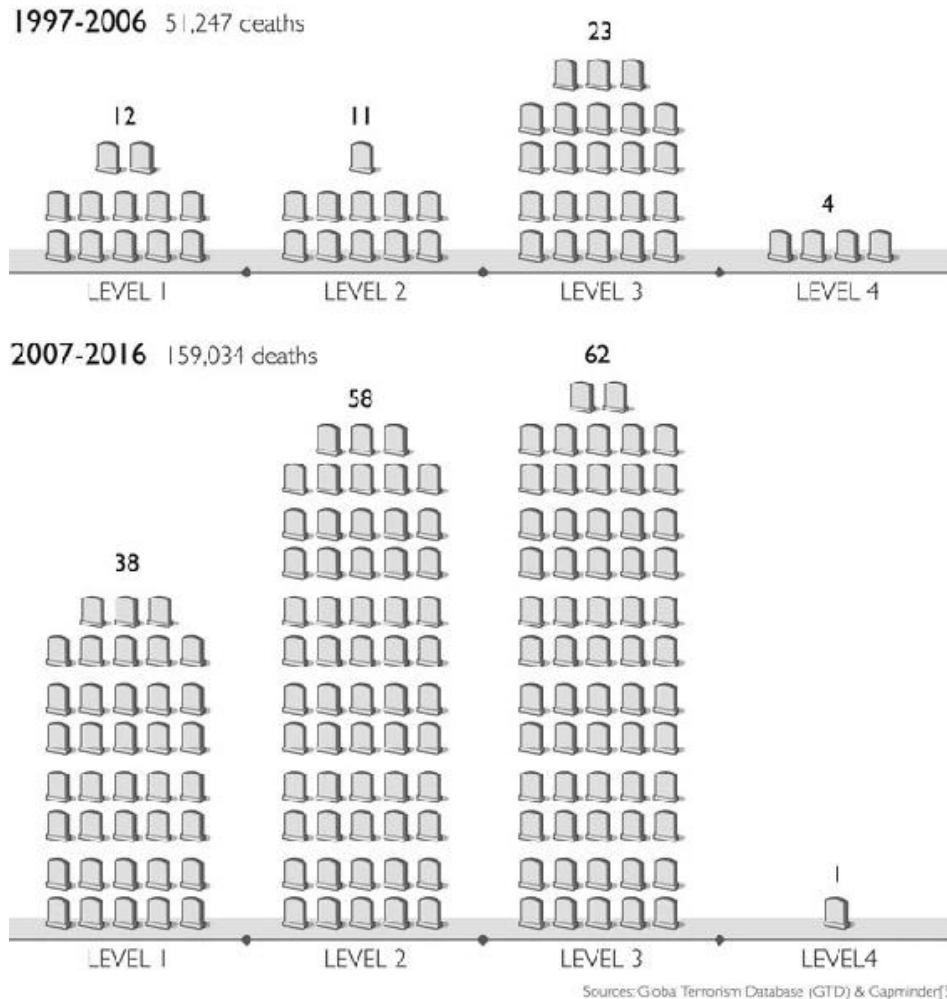 1997-2006 51,247 ceaths
23
12 11
4
LEVEL 1 LEVEL 2 LEVEL 3 LEVEL 4
2007-2016 159,034 deaths
62
58
38
1
LEVEL 1 LEVEL 2 LEVEL 3 LEVEL4
Sources: Globa Terrorism Database (GTD) & Gapminder